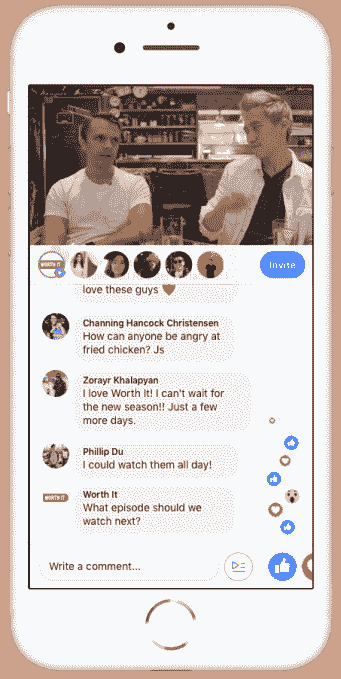 WORTH IT
Invite
love these guys
Channing Hancock Christensen
How can anyone be angry at
fried chicken? Js
Zorayr Khalapyan
I love Worth It! I can't wait for
the new season!! Just a few
more days.
Phillip Du
I could watch them all day!
WORTH IT
Worth It
What episode should we
watch next?
Write a comment...